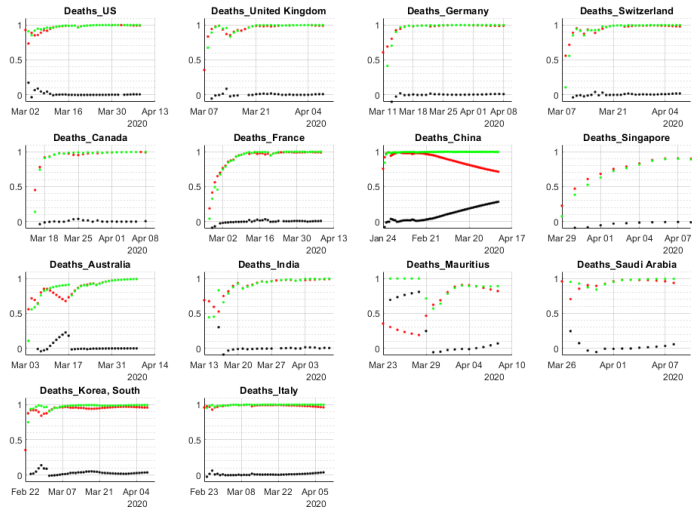 Deaths_US
1
0.5
0
Mar 02 Mar 16 Mar 30 Apr 13
2020
Deaths_United Kingdom
1
0.5
0
Mar 07 Mar 21 Apr 04
2020
Deaths_Germany
1
0.5
0
Mar 11 Mar 18 Mar 25 Apr 01 Apr 08
2020
Deaths_Switzerland
1
0.5
0
Mar 07 Mar 21 Apr 04
2020
Deaths_Canada
1
0.5
0
Mar 18 Mar 25 Apr 01 Apr 08
2020
Deaths_France
1
0.5
0
Mar 02 Mar 16 Mar 30 Apr 13
2020
Deaths_China
1
0.5
0
Jan 24 Feb 21 Mar 20 Apr 17
2020
Deaths_Singapore
1
0.5
0
Mar 29 Apr 01 Apr 04 Apr 07
2020
Deaths_Australia
1
0.5
0
Mar 03 Mar 17 Mar 31 Apr 14
2020
Deaths_India
1
0.5
0
Mar 13 Mar 20 Mar 27 Apr 03
2020
Deaths_Mauritius
1
0.5
0
Mar 23 Mar 29 Apr 04 Apr 10
2020
Deaths_Saudi Arabia
1
0.5
0
Mar 26 Apr 01 Apr 07
2020
Deaths_Korea, South
1
0.5
0
Feb 22 Mar 07 Mar 21 Apr 04
2020
Deaths_Italy
1
0.5
0
Feb 23 Mar 08 Mar 22 Apr 05
2020